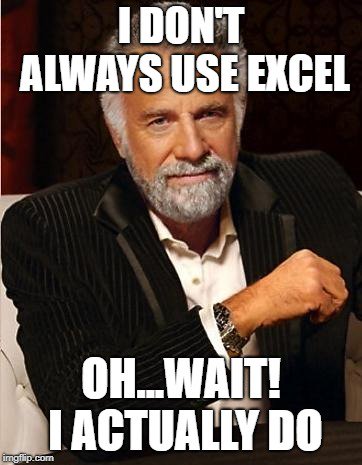 I DON'T
ALWAYS USE EXCEL
OH...WAIT!
I ACTUALLY DO
imgflip.com